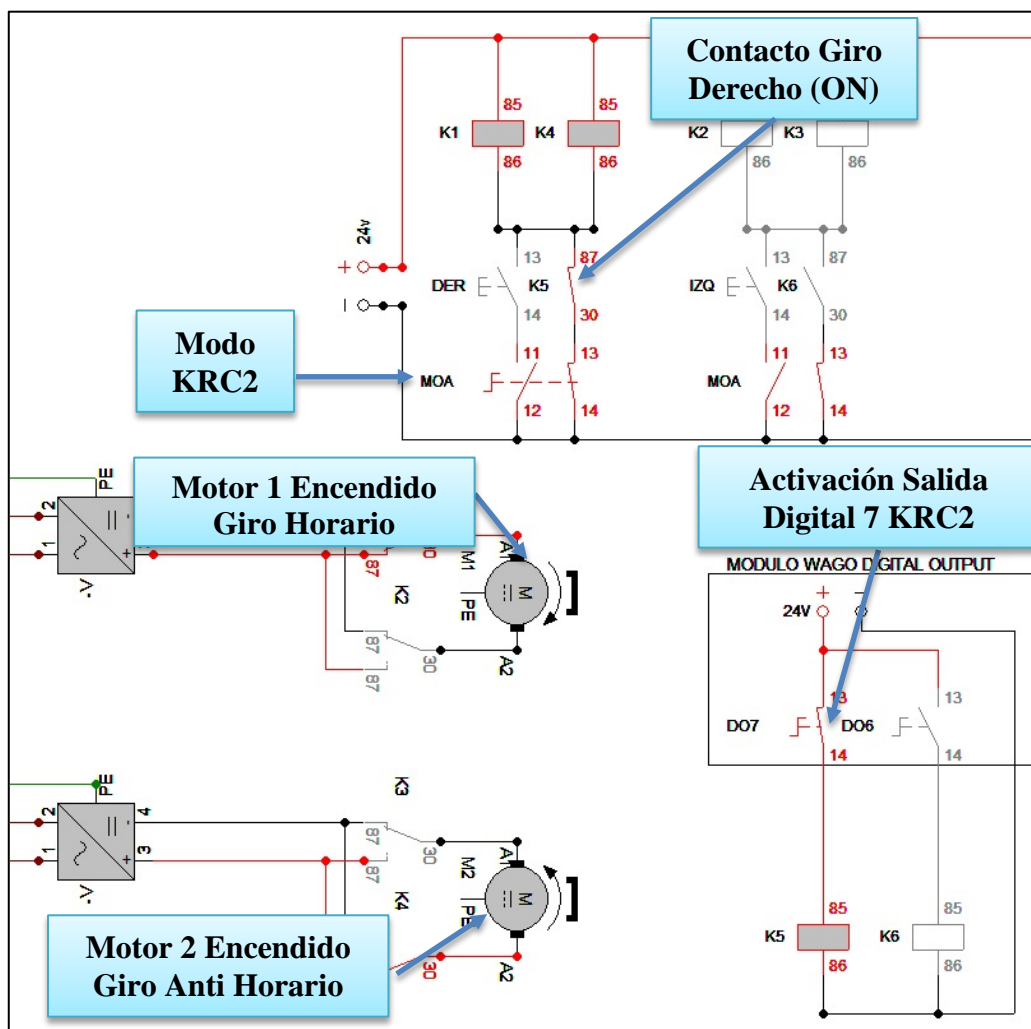 Contacto Giro
Derecho (ON)
85
85
K1
K4
K2
K3
86
86
86
86
24v
+
13
87
13
87
DER
K5
IZQ
K6
14
30
14
30
Modo
KRC2
11
13
11
13
MOA
MOA
12
14
12
14
PE
2
1
-V
+
-
Motor 1 Encendido
Giro Horario
87
30
A1
M1
K2
M
PE
87
30
A2
87
Activación Salida
Digital 7 KRC2
MODULO WAGO DIGITAL OUTPUT
+
-
24V
13
13
DO7
DO6
14
14
PE
K3
2
4
-
87
30
A1
1
3
+
87
M2
-V
K4
M
PE
Motor 2 Encendido
Giro Anti Horario
30
A2
85
85
K5
K6
86
86